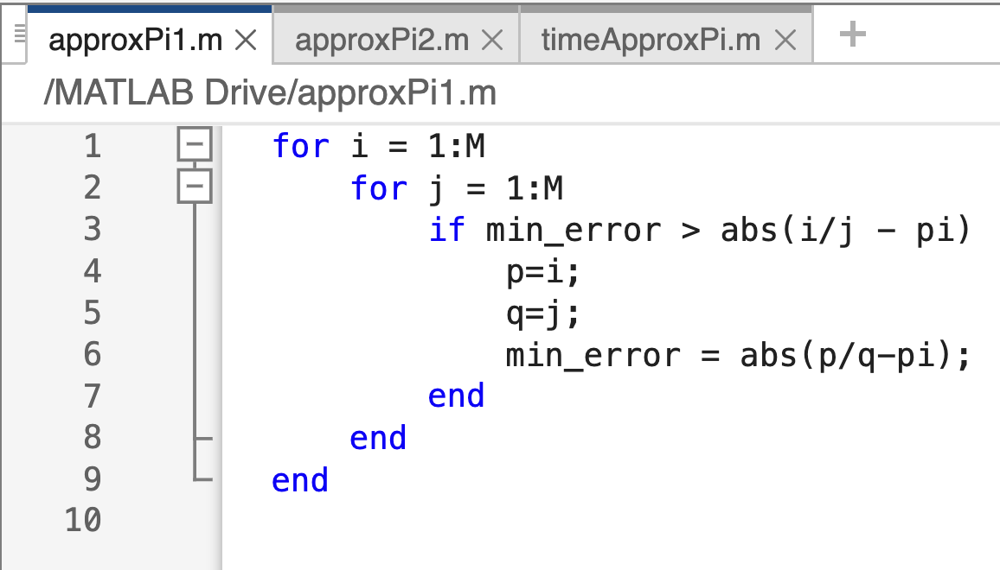 approxPi1.m × approxPi2.m × timeApproxPi.m × +
/MATLAB Drive/approxPi1.m
1 for i = 1:M
2 for j = 1:M
3 if min_error > abs(i/j - pi)
4 p=i;
5 q=j;
6 min_error = abs(p/q-pi);
7 end
8 end
9 end
10